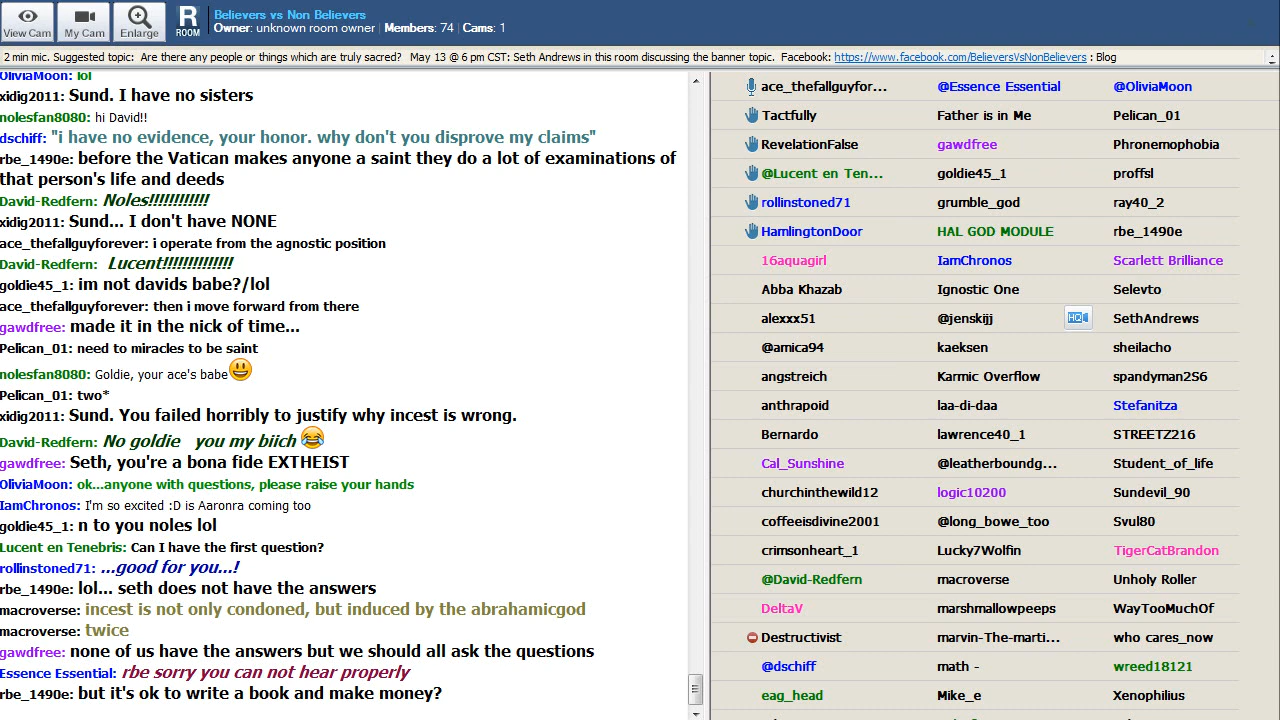 View Cam
My Cam
Enlarge
R
ROOM
Believers vs Non Believers
Owner: unknown room owner | Members: 74 | Cams: 1
2 min mic. Suggested topic: Are there any people or things which are truly sacred? May 13 @ 6 pm CST: Seth Andrews in this room discussing the banner topic. Facebook: https://www.facebook.com/BelieversVsNonBelievers : Blog
OliviaMoon: lol
xidig2011: Sund. I have no sisters
nolesfan8080: hi David!!
dschiff: "i have no evidence, your honor. why don't you disprove my claims"
rbe_1490e: before the Vatican makes anyone a saint they do a lot of examinations of
that person's life and deeds
David-Redfern: Noles!!!!!!!!!!!
xidig2011: Sund... I don't have NONE
ace_thefallguyforever: i operate from the agnostic position
David-Redfern: Lucent!!!!!!!!!!!!!!
goldie45_1: im not davids babe?/lol
ace_thefallguyforever: then i move forward from there
gawdfree: made it in the nick of time...
Pelican_01: need to miracles to be saint
nolesfan8080: Goldie, your ace's babe
Pelican_01: two*
xidig2011: Sund. You failed horribly to justify why incest is wrong.
David-Redfern: No goldie you my biich
gawdfree: Seth, you're a bona fide EXTHEIST
OliviaMoon: ok...anyone with questions, please raise your hands
IamChronos: I'm so excited :D is Aaronra coming too
goldie45_1: n to you noles lol
Lucent en Tenebris: Can I have the first question?
rollinstoned71: ...good for you...!
rbe_1490e: lol... seth does not have the answers
macroverse: incest is not only condoned, but induced by the abrahamicgod
macroverse: twice
gawdfree: none of us have the answers but we should all ask the questions
Essence Essential: rbe sorry you can not hear properly
rbe_1490e: but it's ok to write a book and make money?
ace_thefallguyfor... @Essence Essential @OliviaMoon
Tactfully Father is in Me Pelican_01
RevelationFalse gawdfree Phronemophobia
@Lucent en Ten... goldie45_1 proffsl
rollinstoned71 grumble_god ray40_2
HamlingtonDoor HAL GOD MODULE rbe_1490e
16aquagirl IamChronos Scarlett Brilliance
Abba Khazab Ignostic One Selevto
alexxx51 @jenskijj HQ SethAndrews
@amica94 kaeksen sheilacho
angstreich Karmic Overflow spandyman2S6
anthrapoid laa-di-daa Stefanitza
Bernardo lawrence40_1 STREETZ216
Cal_Sunshine @leatherboundg... Student_of_life
churchinthewild12 logic10200 Sundevil_90
coffeeisdivine2001 @long_bowe_too Svul80
crimsonheart_1 Lucky7Wolfin TigerCatBrandon
@David-Redfern macroverse Unholy Roller
DeltaV marshmallowpeeps WayTooMuchOf
Destructivist marvin-The-marti... who cares_now
@dschiff math - wreed18121
eag_head Mike_e Xenophilius